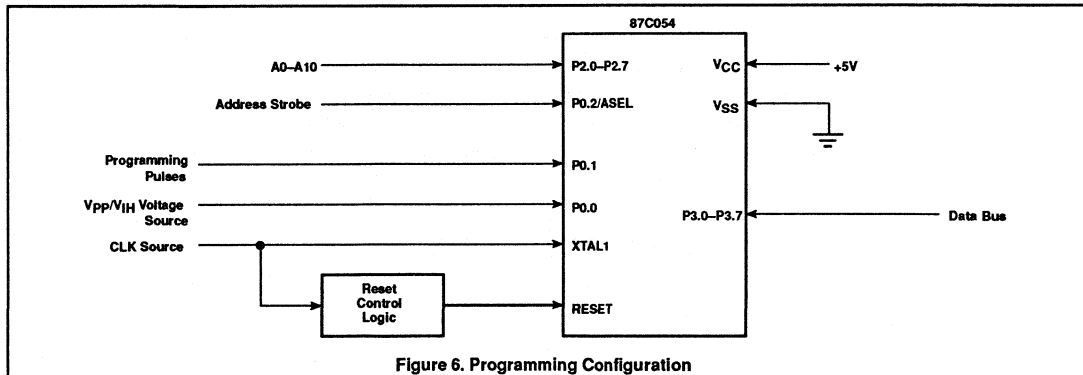 87C054
A0–A10
P2.0–P2.7
VCC
+5V
Address Strobe
P0.2/ASEL
VSS
Programming
Pulses
P0.1
VPP/VIH Voltage
Source
P0.0
P3.0–P3.7
Data Bus
CLK Source
XTAL1
Reset
Control
Logic
RESET
Figure 6. Programming Configuration